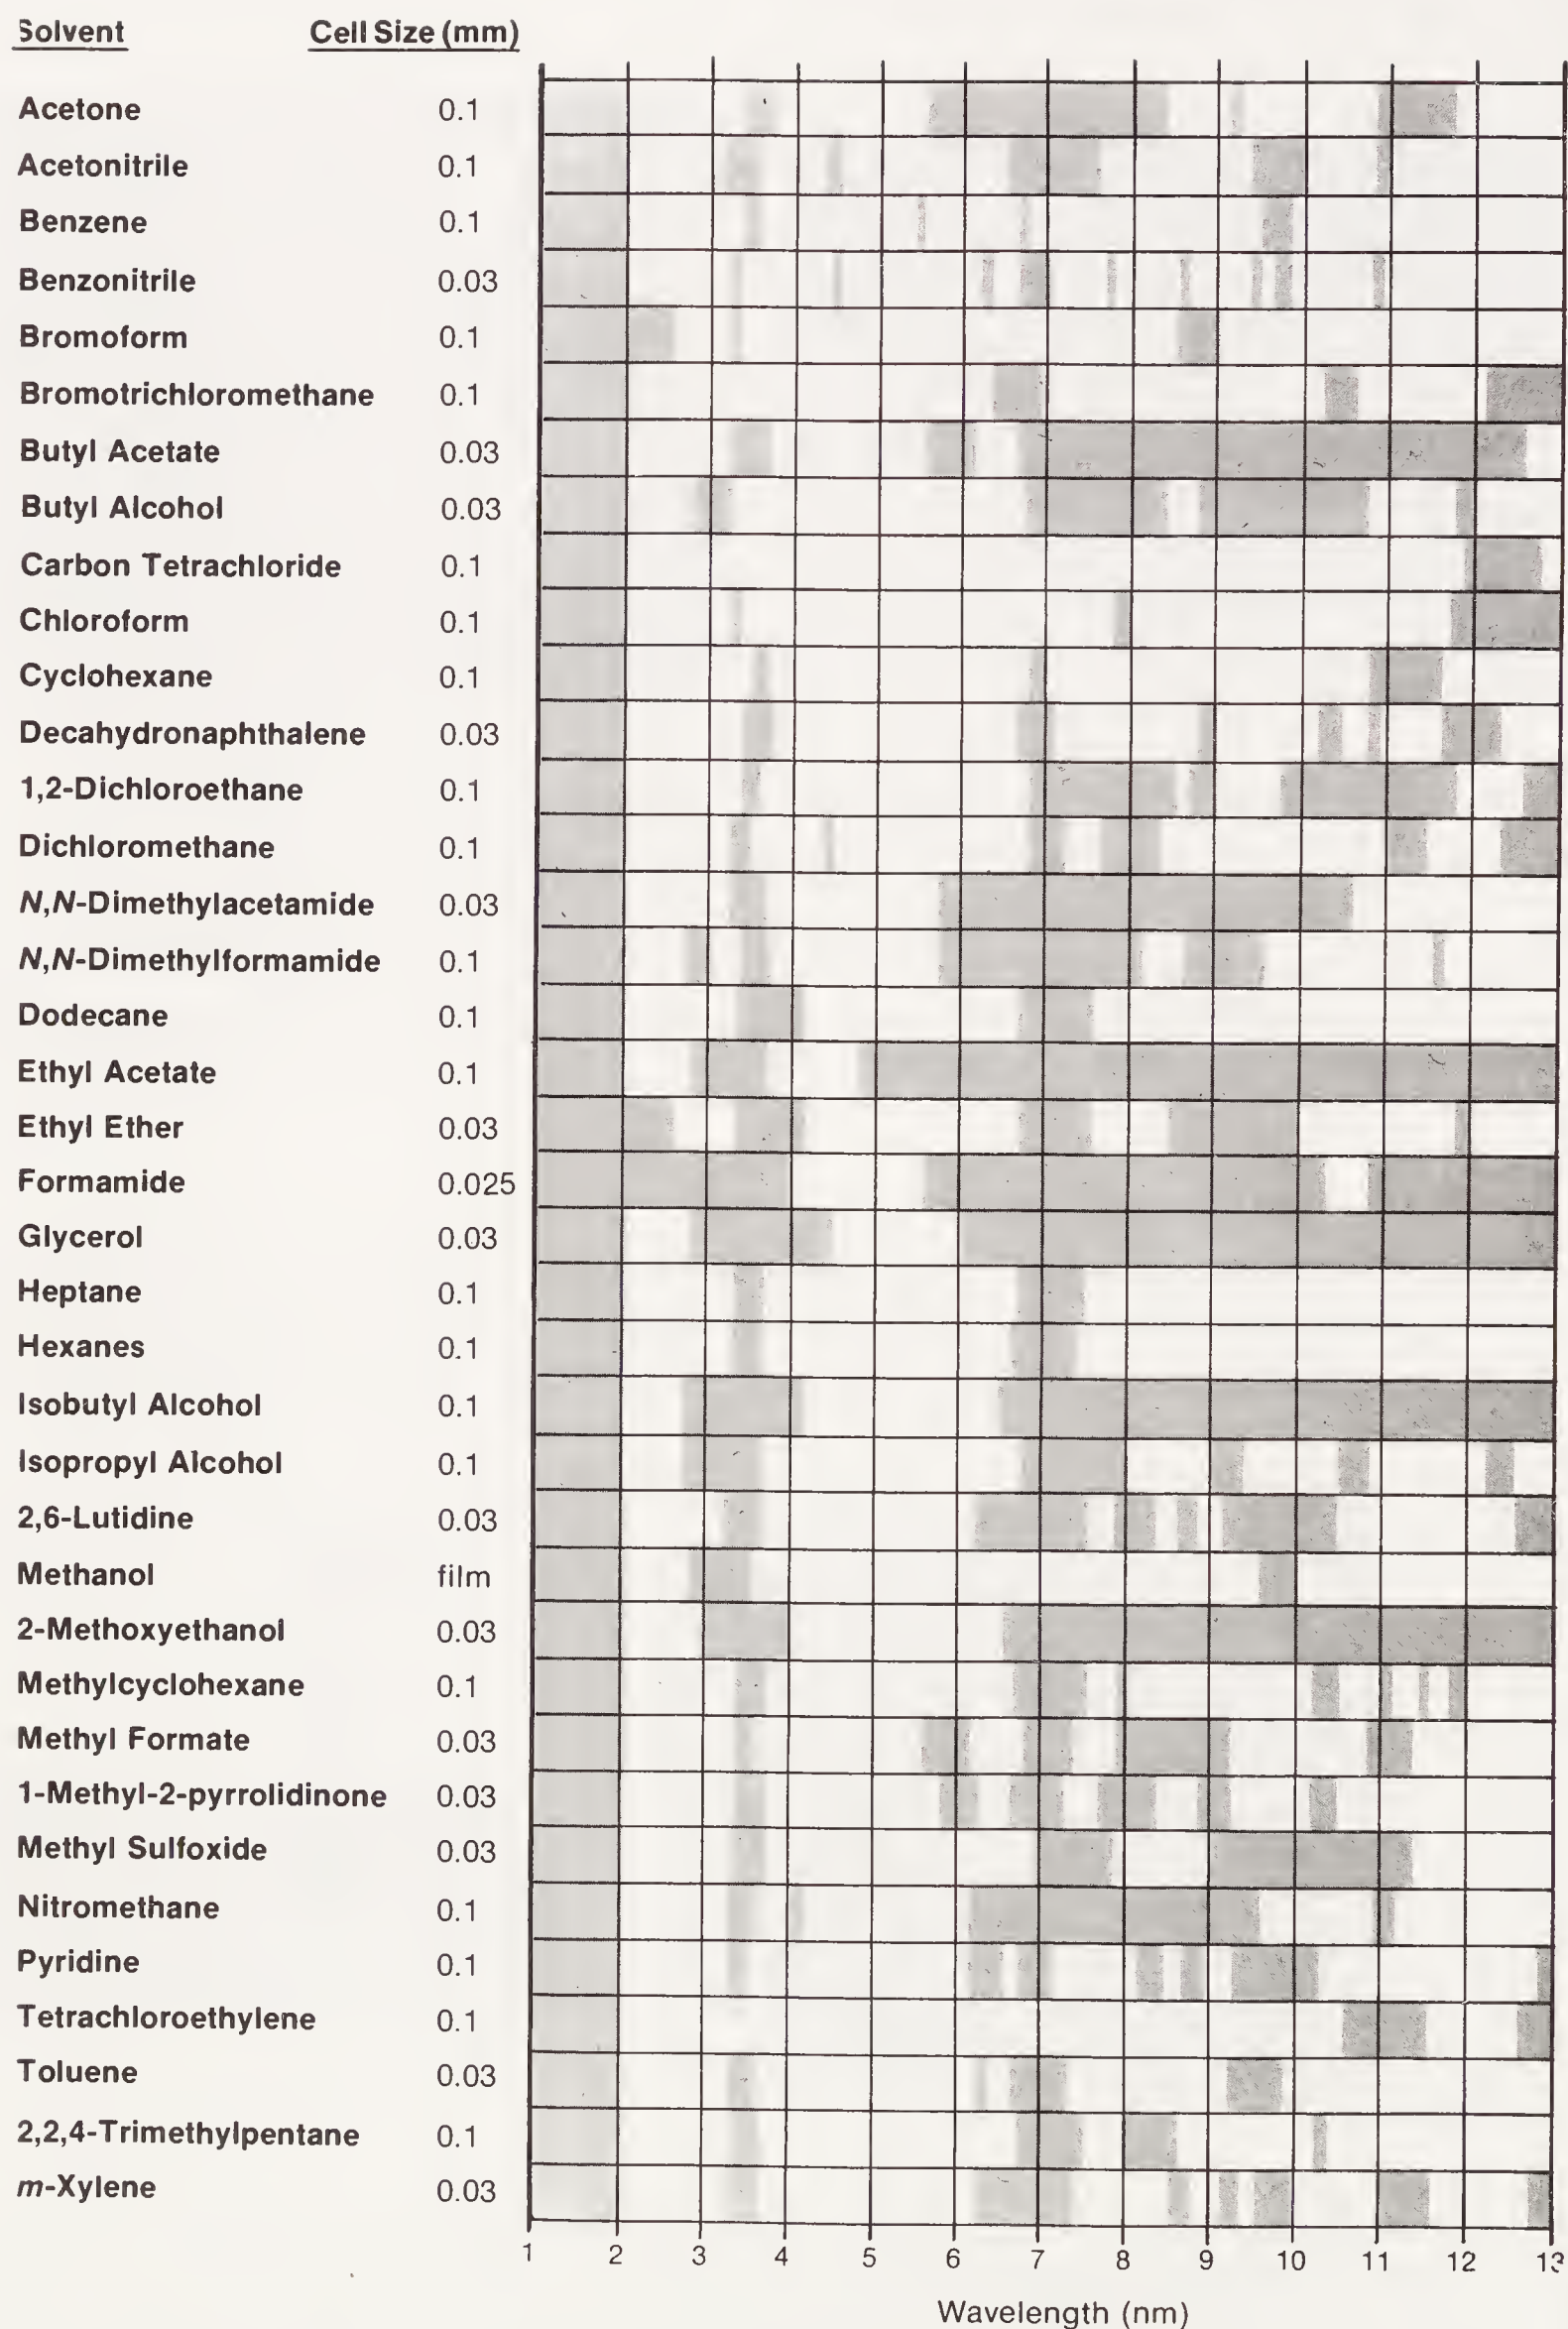 Solvent Cell Size (mm)
Acetone 0.1
Acetonitrile 0.1
Benzene 0.1
Benzonitrile 0.03
Bromoform 0.1
Bromotrichloromethane 0.1
Butyl Acetate 0.03
Butyl Alcohol 0.03
Carbon Tetrachloride 0.1
Chloroform 0.1
Cyclohexane 0.1
Decahydronaphthalene 0.03
1,2-Dichloroethane 0.1
Dichloromethane 0.1
N,N-Dimethylacetamide 0.03
N,N-Dimethylformamide 0.1
Dodecane 0.1
Ethyl Acetate 0.1
Ethyl Ether 0.03
Formamide 0.025
Glycerol 0.03
Heptane 0.1
Hexanes 0.1
Isobutyl Alcohol 0.1
Isopropyl Alcohol 0.1
2,6-Lutidine 0.03
Methanol film
2-Methoxyethanol 0.03
Methylcyclohexane 0.1
Methyl Formate 0.03
1-Methyl-2-pyrrolidinone 0.03
Methyl Sulfoxide 0.03
Nitromethane 0.1
Pyridine 0.1
Tetrachloroethylene 0.1
Toluene 0.03
2,2,4-Trimethylpentane 0.1
m-Xylene 0.03
1 2 3 4 5 6 7 8 9 10 11 12 13
Wavelength (nm)